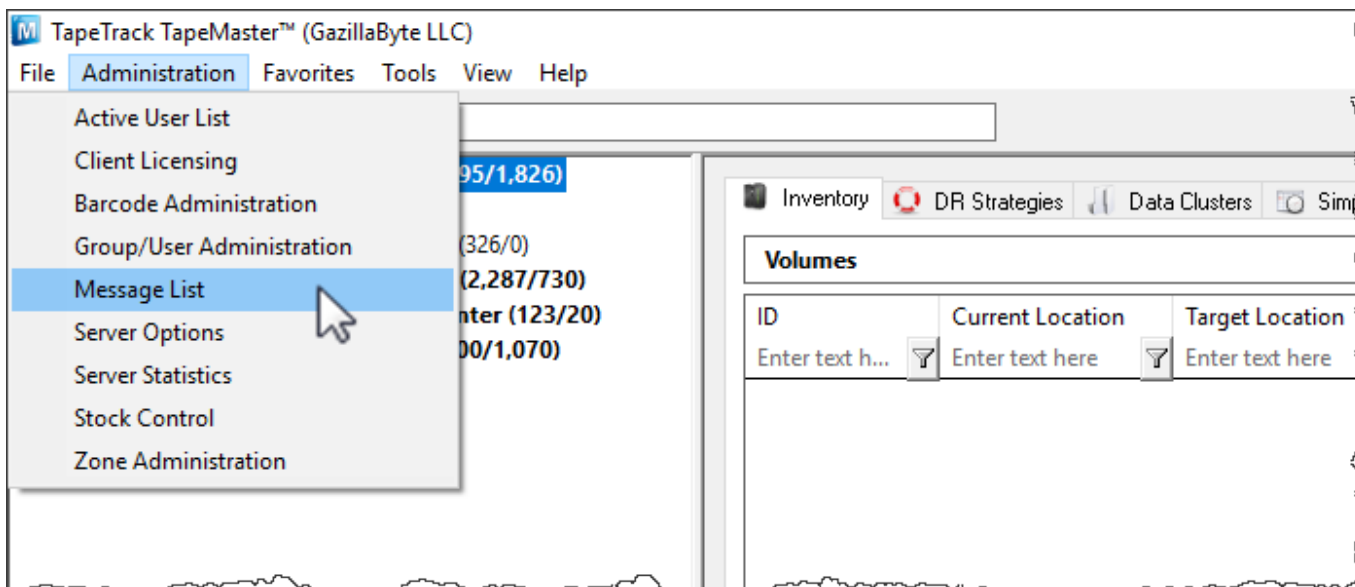 TapeTrack TapeMaster™ (GazillaByte LLC)
File Administration Favorites Tools View Help
Active User List
Client Licensing
Barcode Administration
Group/User Administration
Message List
Server Options
Server Statistics
Stock Control
Zone Administration
95/1,826)
(326/0)
(2,287/730)
nter (123/20)
00/1,070)
Inventory DR Strategies Data Clusters Simp
Volumes
ID Current Location Target Location
Enter text h... Enter text here Enter text here